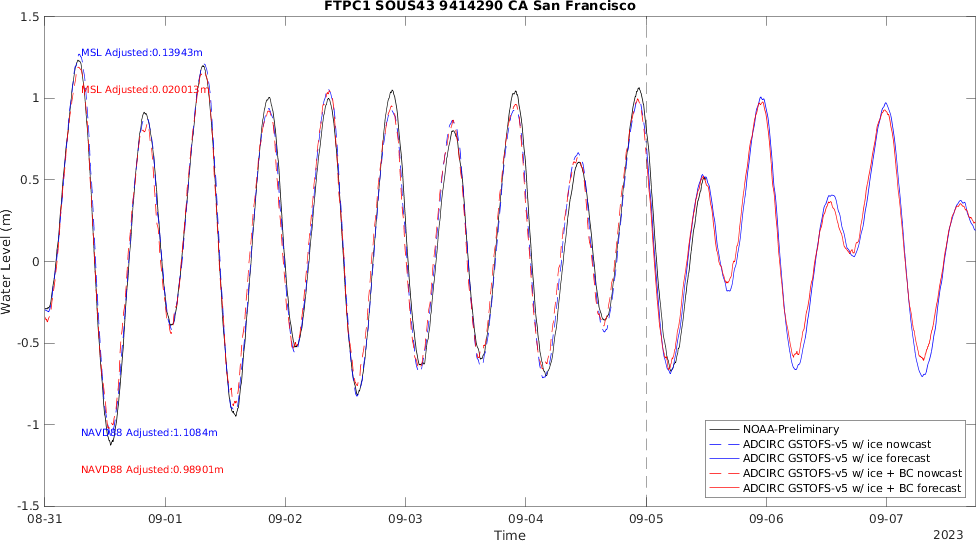 FTPC1 SOUS43 9414290 CA San Francisco
1.5
1
0.5
0
-0.5
-1
-1.5
Water Level (m)
MSL Adjusted:0.13943m
MSL Adjusted:0.020013m
NAVD88 Adjusted:1.1084m
NAVD88 Adjusted:0.98901m
NOAA-Preliminary
ADCIRC GSTOFS-v5 w/ ice nowcast
ADCIRC GSTOFS-v5 w/ ice forecast
ADCIRC GSTOFS-v5 w/ ice + BC nowcast
ADCIRC GSTOFS-v5 w/ ice + BC forecast
08-31 09-01 09-02 09-03 09-04 09-05 09-06 09-07
Time
2023